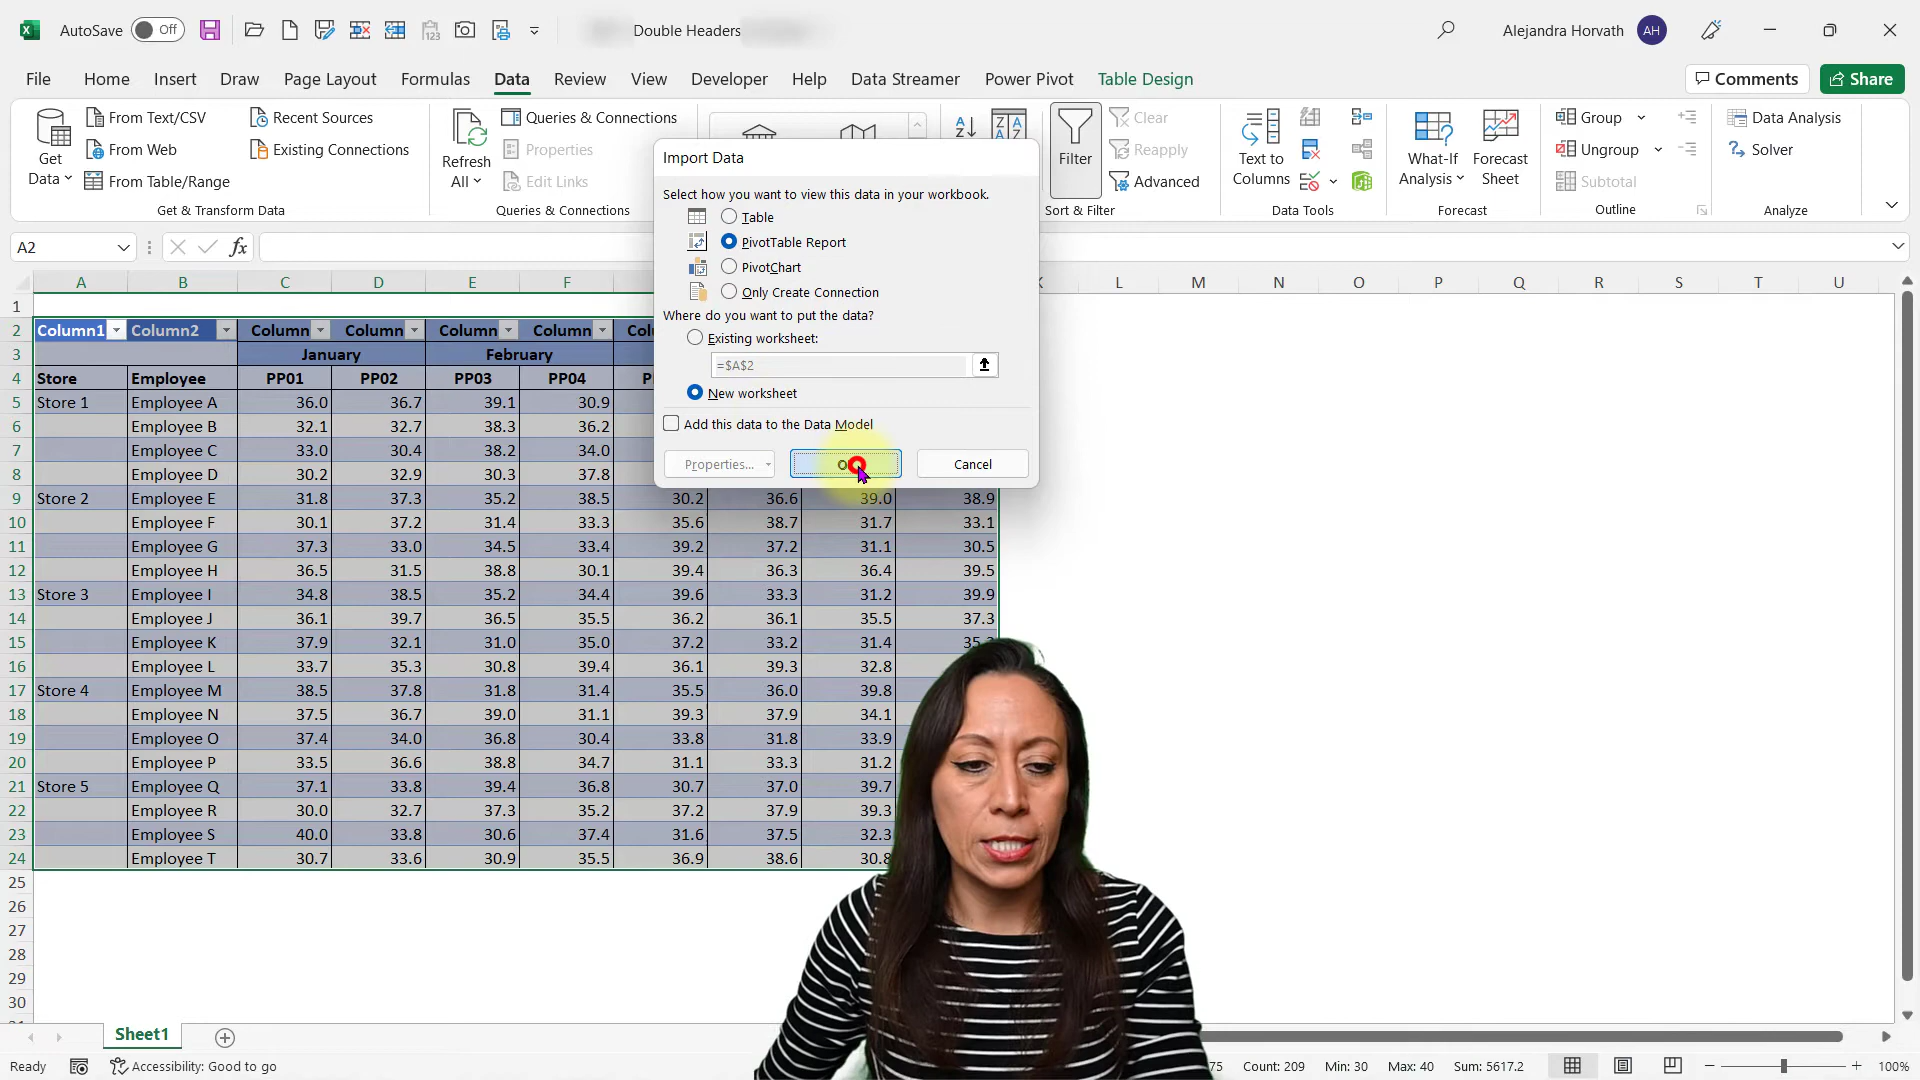 AutoSave Off Double Headers Alejandra Horvath AH
File Home Insert Draw Page Layout Formulas Data Review View Developer Help Data Streamer Power Pivot Table Design Comments Share
Get Data From Text/CSV Recent Sources Refresh All Queries & Connections Filter Clear Text to Columns What-If Analysis Forecast Sheet Group Data Analysis
From Web Existing Connections Properties Reapply Ungroup Solver
From Table/Range Edit Links Advanced Subtotal
Get & Transform Data Queries & Connections Sort & Filter Data Tools Forecast Outline Analyze
A2 fx
Import Data
Select how you want to view this data in your workbook.
Table
PivotTable Report
PivotChart
Only Create Connection
Where do you want to put the data?
Existing worksheet:
=$A$2
New worksheet
Add this data to the Data Model
Properties... Cancel
A B C D E F K L M N O P Q R S T U
1
2 Column1 Column2 Column Column Column Column
3 January February
4 Store Employee PP01 PP02 PP03 PP04
5 Store 1 Employee A 36.0 36.7 39.1 30.9
6 Employee B 32.1 32.7 38.3 36.2
7 Employee C 33.0 30.4 38.2 34.0
8 Employee D 30.2 32.9 30.3 37.8
9 Store 2 Employee E 31.8 37.3 35.2 38.5 30.2 36.6 39.0 38.9
10 Employee F 30.1 37.2 31.4 33.3 35.6 38.7 31.7 33.1
11 Employee G 37.3 33.0 34.5 33.4 39.2 37.2 31.1 30.5
12 Employee H 36.5 31.5 38.8 30.1 39.4 36.3 36.4 39.5
13 Store 3 Employee I 34.8 38.5 35.2 34.4 39.6 33.3 31.2 39.9
14 Employee J 36.1 39.7 36.5 35.5 36.2 36.1 35.5 37.3
15 Employee K 37.9 32.1 31.0 35.0 37.2 33.2 31.4
16 Employee L 33.7 35.3 30.8 39.4 36.1 39.3 32.8
17 Store 4 Employee M 38.5 37.8 31.8 31.4 35.5 36.0 39.8
18 Employee N 37.5 36.7 39.0 31.1 39.3 37.9 34.1
19 Employee O 37.4 34.0 36.8 30.4 33.8 31.8 33.9
20 Employee P 33.5 36.6 38.8 34.7 31.1 33.3 31.2
21 Store 5 Employee Q 37.1 33.8 39.4 36.8 30.7 37.0 39.7
22 Employee R 30.0 32.7 37.3 35.2 37.2 37.9 39.3
23 Employee S 40.0 33.8 30.6 37.4 31.6 37.5 32.3
24 Employee T 30.7 33.6 30.9 35.5 36.9 38.6 30.8
25
26
27
28
29
30
Sheet1
Ready Accessibility: Good to go Count: 209 Min: 30 Max: 40 Sum: 5617.2 100%